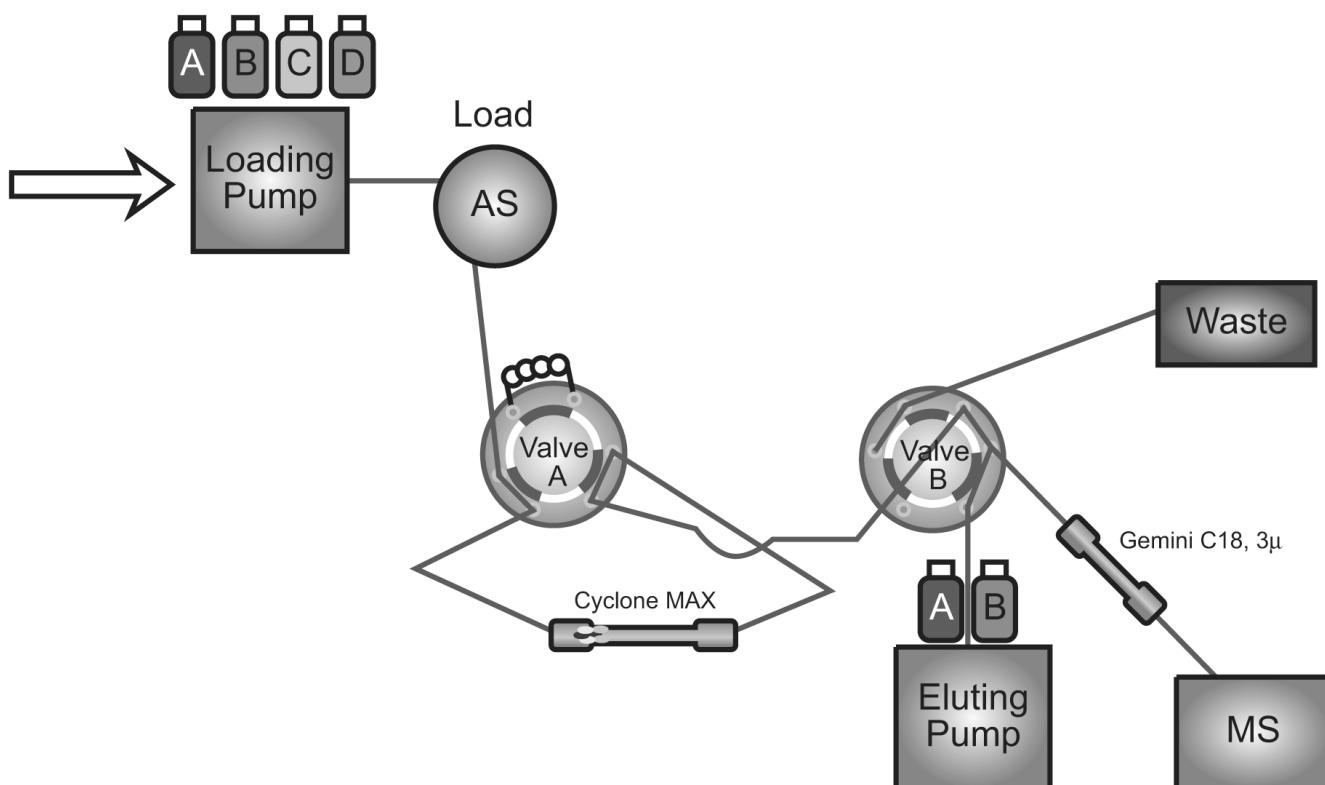 A B C D
Load
Loading
Pump
AS
Waste
Valve
A
Valve
B
Gemini C18, 3μ
Cyclone MAX
A B
Eluting
Pump
MS